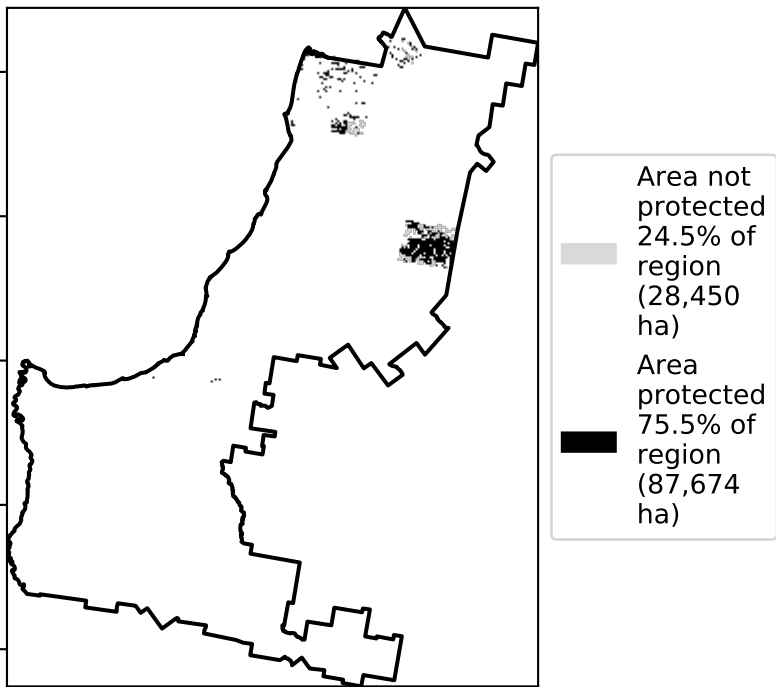 Area not
protected
24.5% of
region
(28,450
ha)
Area
protected
75.5% of
region
(87,674
ha)